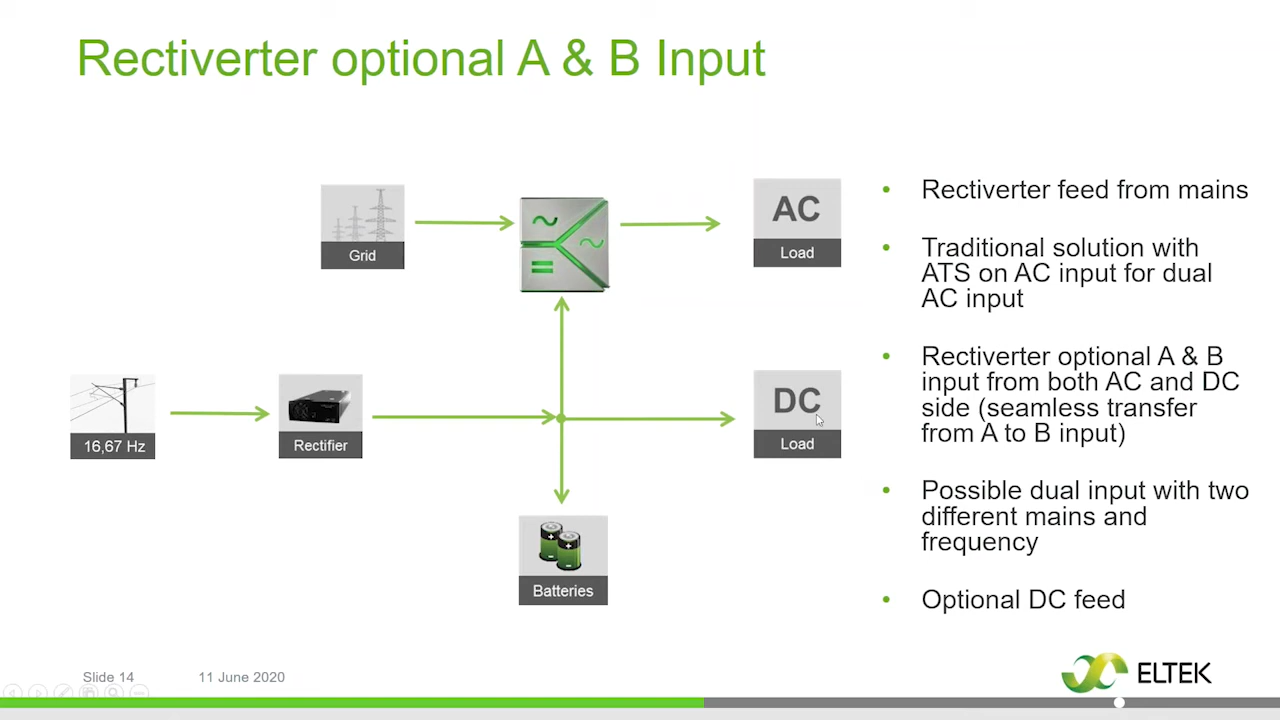 Rectiverter optional A & B Input
Grid
AC
Load
16,67 Hz
Rectifier
DC
Load
Batteries
• Rectiverter feed from mains
• Traditional solution with
ATS on AC input for dual
AC input
• Rectiverter optional A & B
input from both AC and DC
side (seamless transfer
from A to B input)
• Possible dual input with two
different mains and
frequency
• Optional DC feed
Slide 14
11 June 2020
ELTEK